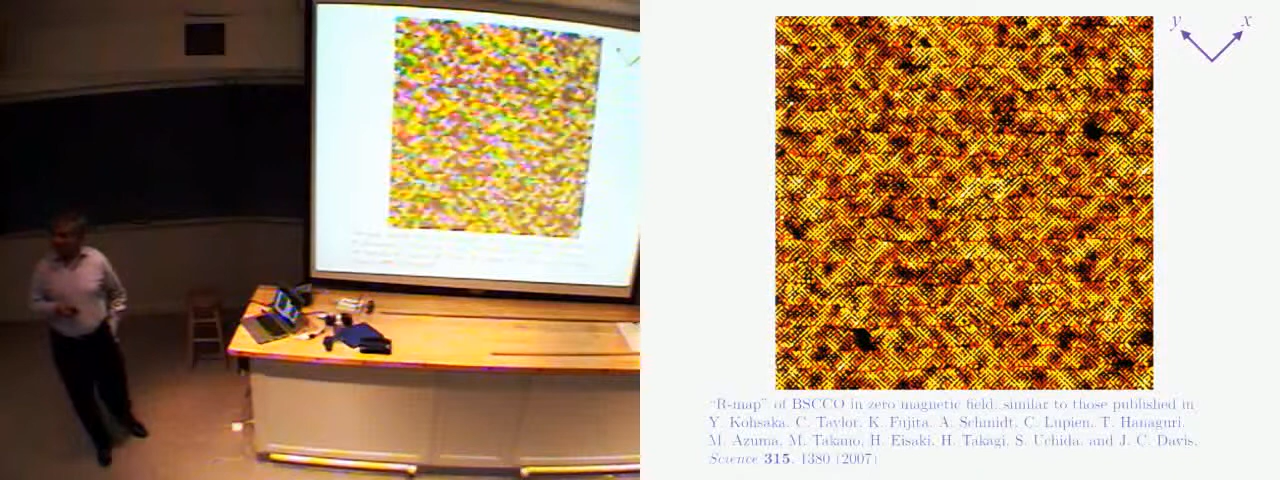 y x
“R-map” of BSCCO in zero magnetic field, similar to those published in
Y. Kohsaka, C. Taylor, K. Fujita, A. Schmidt, C. Lupien, T. Hanaguri,
M. Azuma, M. Takano, H. Eisaki, H. Takagi, S. Uchida, and J. C. Davis,
Science 315, 1380 (2007)